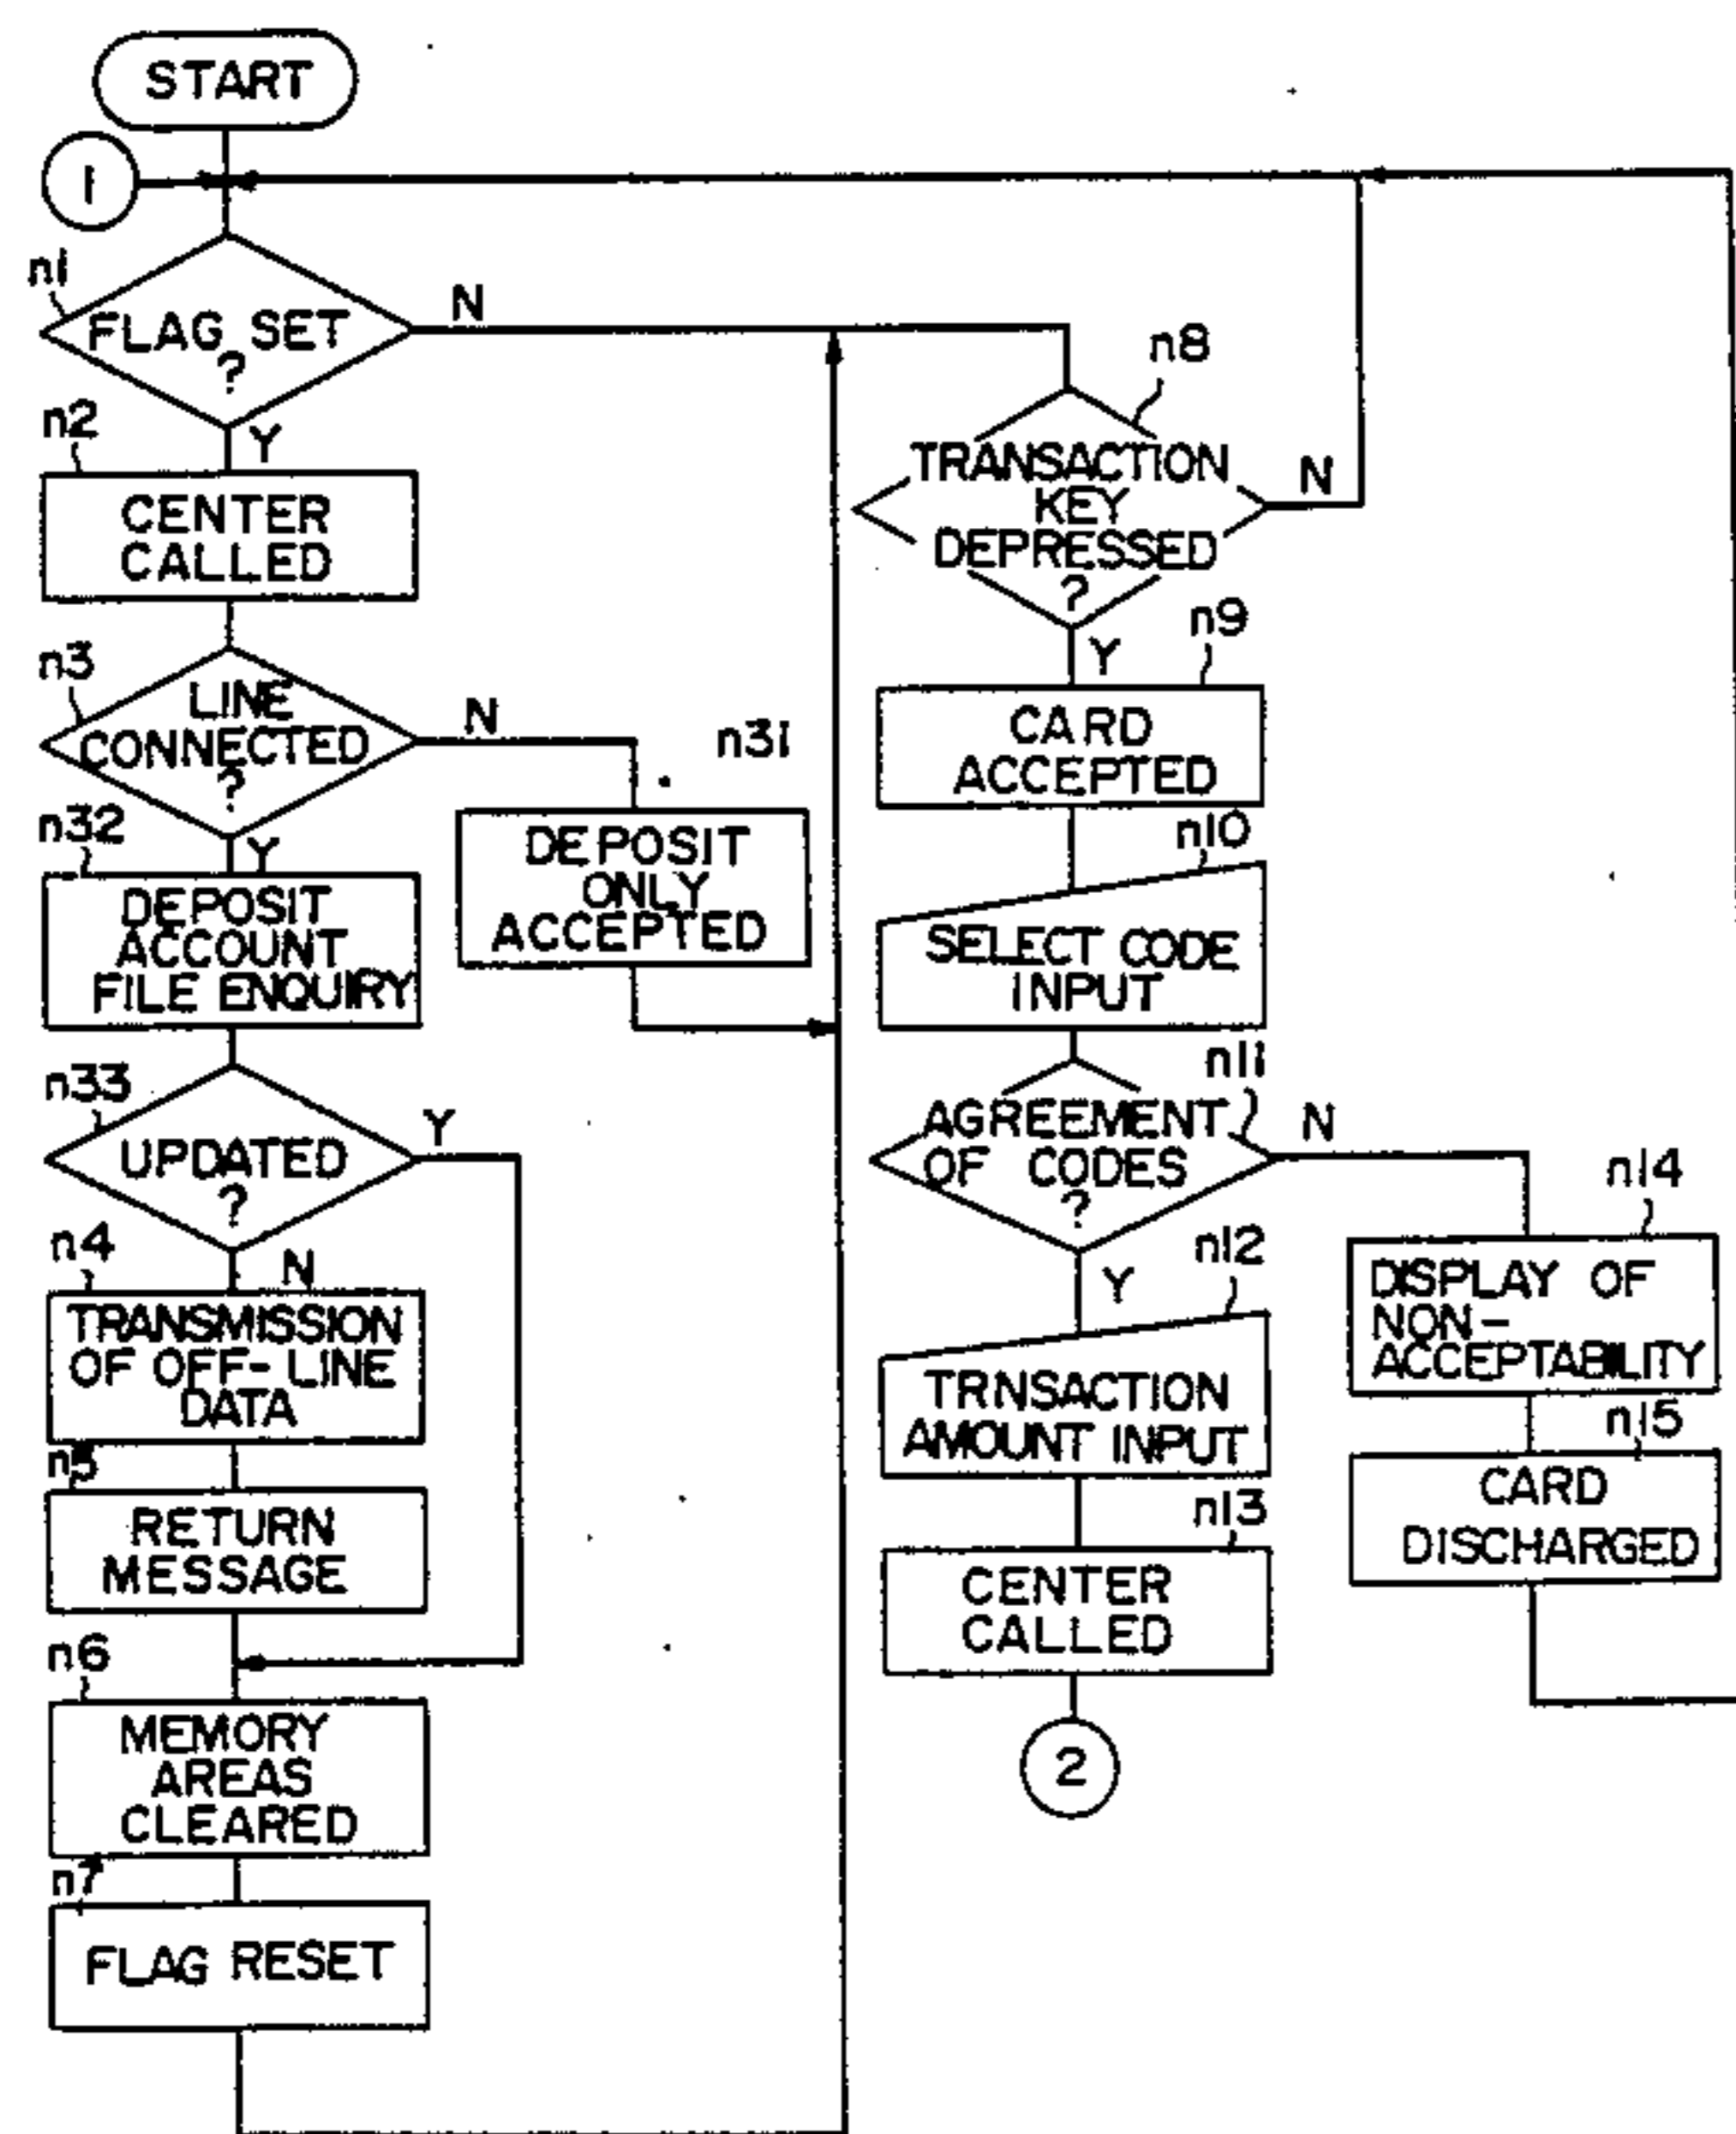 START
1
n1
FLAG SET
?
N
Y
n2
CENTER
CALLED
n3
LINE
CONNECTED
?
N
Y
n31
DEPOSIT
ONLY
ACCEPTED
n32
DEPOSIT
ACCOUNT
FILE ENQUIRY
n33
UPDATED
?
Y
N
n4
TRANSMISSION
OF OFF-LINE
DATA
n5
RETURN
MESSAGE
n6
MEMORY
AREAS
CLEARED
n7
FLAG RESET
n8
TRANSACTION
KEY
DEPRESSED
?
N
Y
n9
CARD
ACCEPTED
n10
SELECT CODE
INPUT
n11
AGREEMENT
OF CODES
?
N
Y
n12
TRNSACTION
AMOUNT INPUT
n13
CENTER
CALLED
2
n14
DISPLAY OF
NON-
ACCEPTABILITY
n15
CARD
DISCHARGED